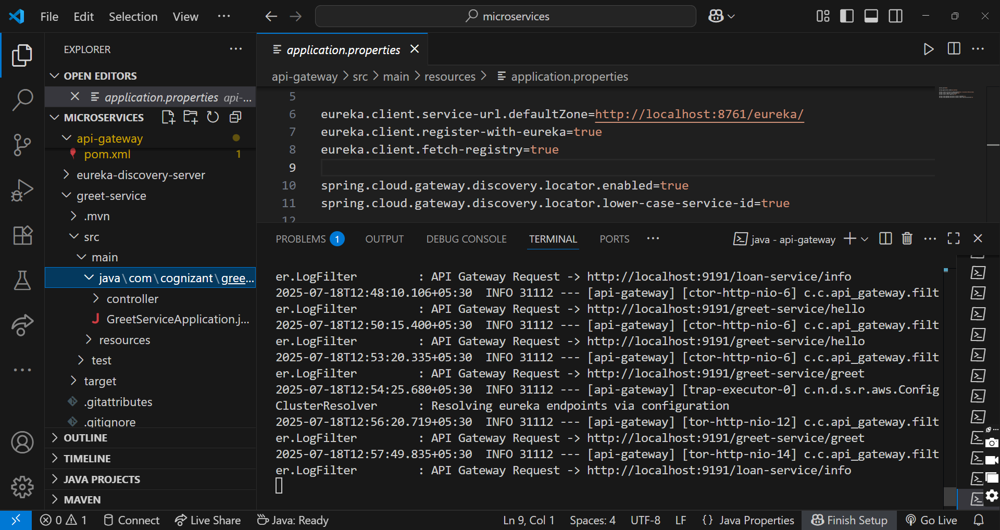 File Edit Selection View ··· microservices
EXPLORER ···
OPEN EDITORS
application.properties api-...
MICROSERVICES
api-gateway
pom.xml 1
eureka-discovery-server
greet-service
.mvn
src
main
java\com\cognizant\gree...
controller
GreetServiceApplication.j...
resources
test
target
.gitattributes
.gitignore
OUTLINE
TIMELINE
JAVA PROJECTS
MAVEN
application.properties
api-gateway > src > main > resources > application.properties
5
6 eureka.client.service-url.defaultZone=http://localhost:8761/eureka/
7 eureka.client.register-with-eureka=true
8 eureka.client.fetch-registry=true
9
10 spring.cloud.gateway.discovery.locator.enabled=true
11 spring.cloud.gateway.discovery.locator.lower-case-service-id=true
12
PROBLEMS 1 OUTPUT DEBUG CONSOLE TERMINAL PORTS ··· java - api-gateway
er.LogFilter : API Gateway Request -> http://localhost:9191/loan-service/info
2025-07-18T12:48:10.106+05:30 INFO 31112 --- [api-gateway] [ctor-http-nio-6] c.c.api_gateway.filt
er.LogFilter : API Gateway Request -> http://localhost:9191/greet-service/hello
2025-07-18T12:50:15.400+05:30 INFO 31112 --- [api-gateway] [ctor-http-nio-6] c.c.api_gateway.filt
er.LogFilter : API Gateway Request -> http://localhost:9191/greet-service/hello
2025-07-18T12:53:20.335+05:30 INFO 31112 --- [api-gateway] [ctor-http-nio-6] c.c.api_gateway.filt
er.LogFilter : API Gateway Request -> http://localhost:9191/greet-service/greet
2025-07-18T12:54:25.680+05:30 INFO 31112 --- [api-gateway] [trap-executor-0] c.n.d.s.r.aws.Config
ClusterResolver : Resolving eureka endpoints via configuration
2025-07-18T12:56:20.719+05:30 INFO 31112 --- [api-gateway] [tor-http-nio-12] c.c.api_gateway.filt
er.LogFilter : API Gateway Request -> http://localhost:9191/greet-service/greet
2025-07-18T12:57:49.835+05:30 INFO 31112 --- [api-gateway] [tor-http-nio-14] c.c.api_gateway.filt
er.LogFilter : API Gateway Request -> http://localhost:9191/loan-service/info
0 1 Connect Live Share Java: Ready Ln 9, Col 1 Spaces: 4 UTF-8 LF {} Java Properties Finish Setup Go Live